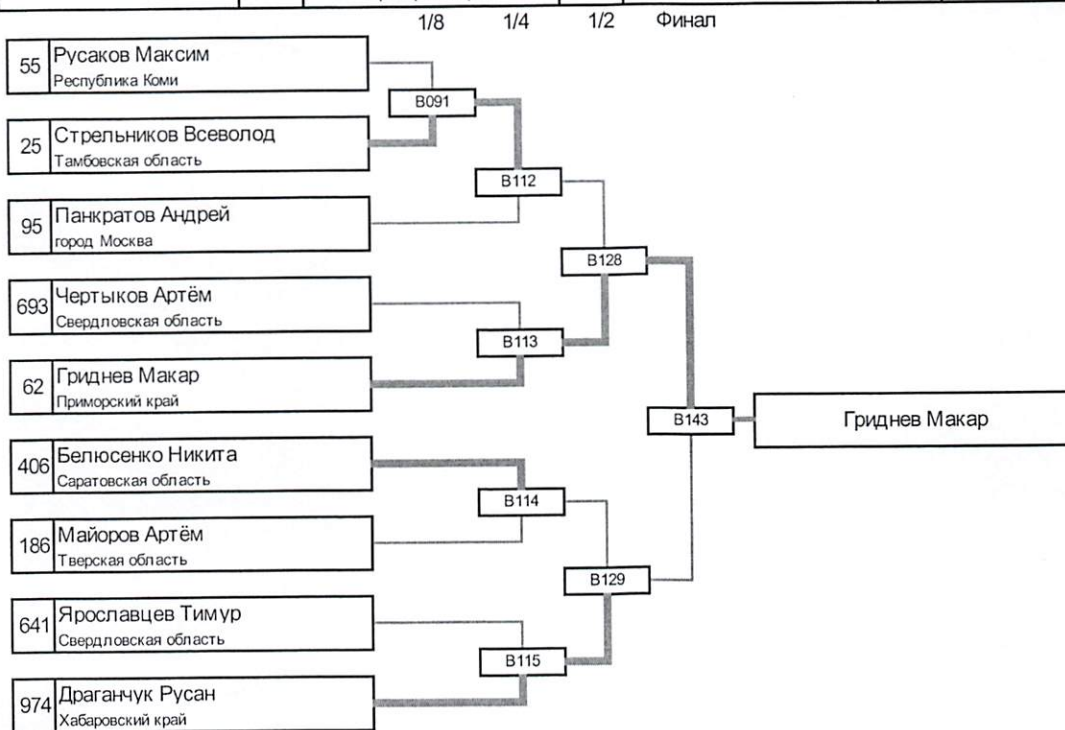 1/8 1/4 1/2 Финал
55 Русаков Максим
Республика Коми
B091
25 Стрельников Всеволод
Тамбовская область
B112
95 Панкратов Андрей
город Москва
B128
693 Чертыков Артём
Свердловская область
B113
62 Гриднев Макар
Приморский край
B143 Гриднев Макар
406 Белюсенко Никита
Саратовская область
B114
186 Майоров Артём
Тверская область
B129
641 Ярославцев Тимур
Свердловская область
B115
974 Драганчук Русан
Хабаровский край